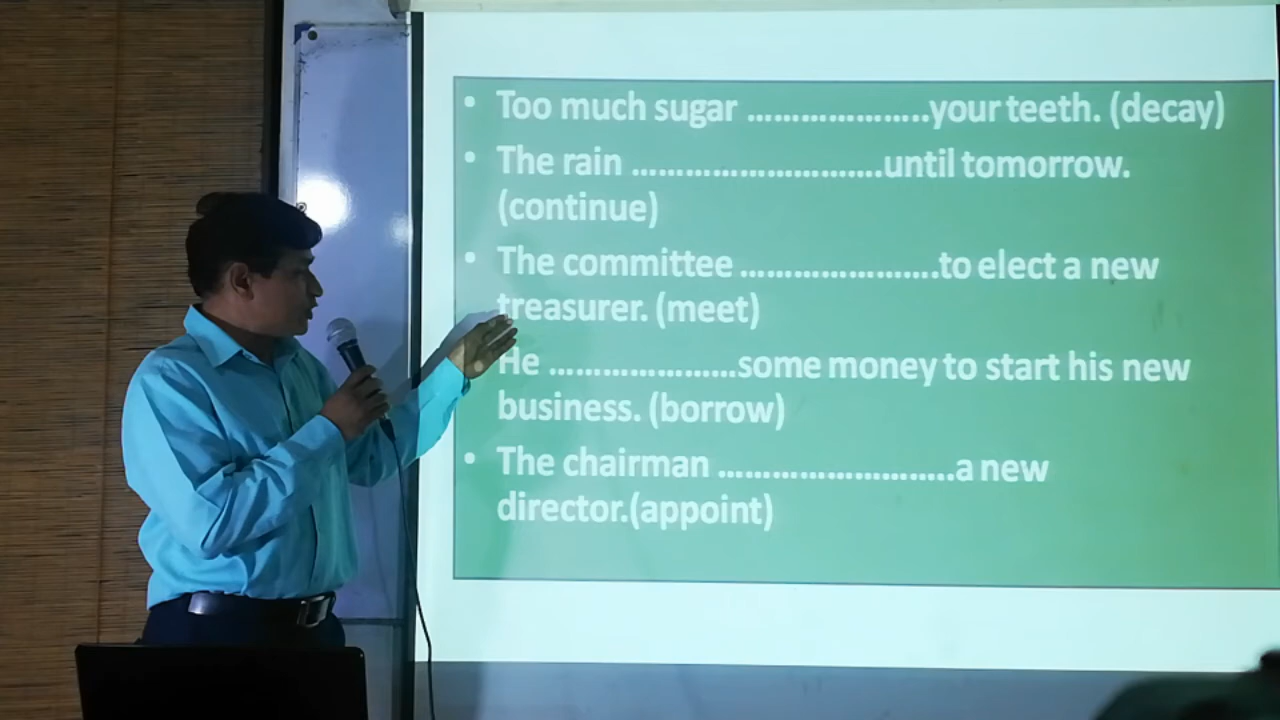 • Too much sugar ....................your teeth. (decay)
• The rain ............................until tomorrow.
(continue)
• The committee ......................to elect a new
treasurer. (meet)
He .....................some money to start his new
business. (borrow)
• The chairman ..........................a new
director.(appoint)